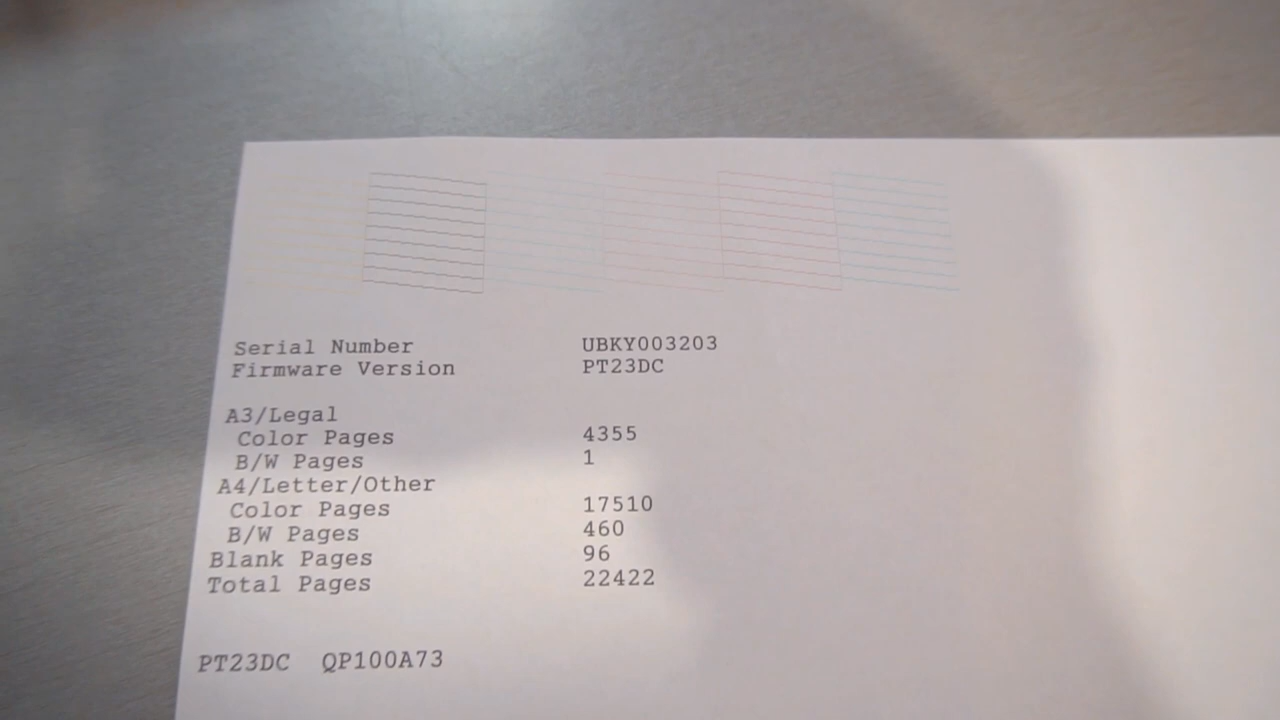 Serial Number UBKY003203
Firmware Version PT23DC
A3/Legal
Color Pages 4355
B/W Pages 1
A4/Letter/Other
Color Pages 17510
B/W Pages 460
Blank Pages 96
Total Pages 22422
PT23DC QP100A73